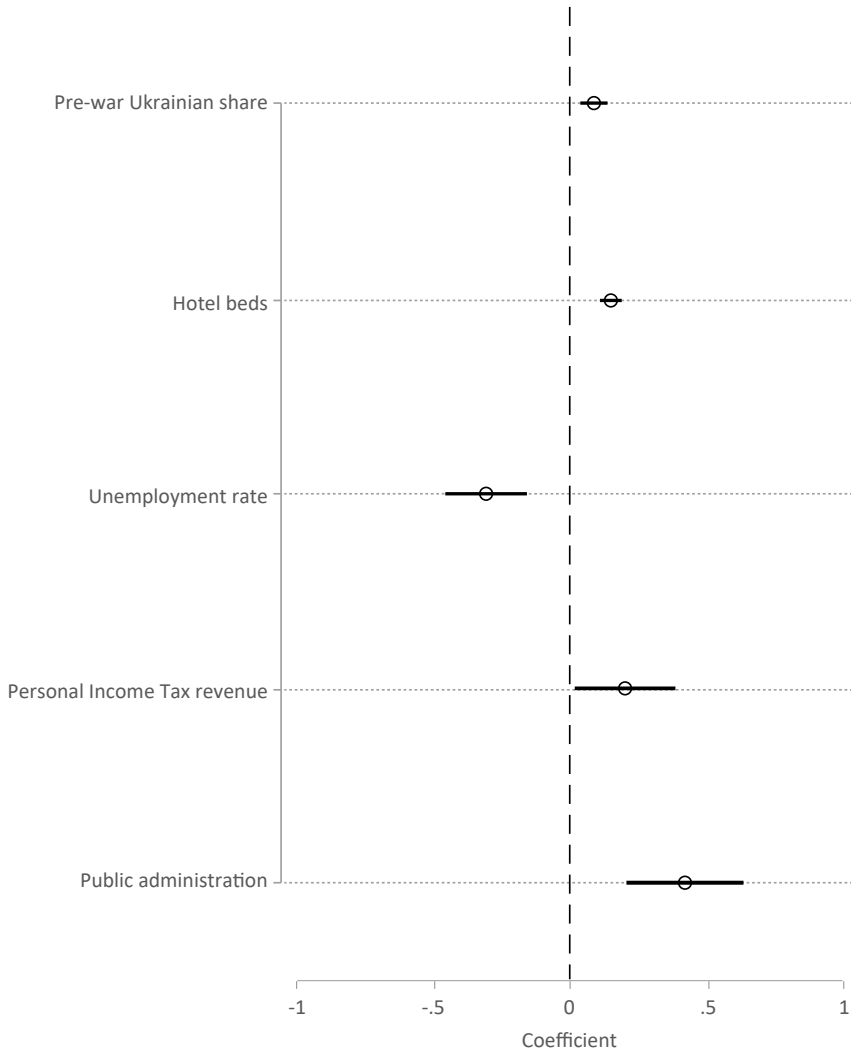 Pre-war Ukrainian share
Hotel beds
Unemployment rate
Personal Income Tax revenue
Public administration
-1 -.5 0 .5 1
Coefficient